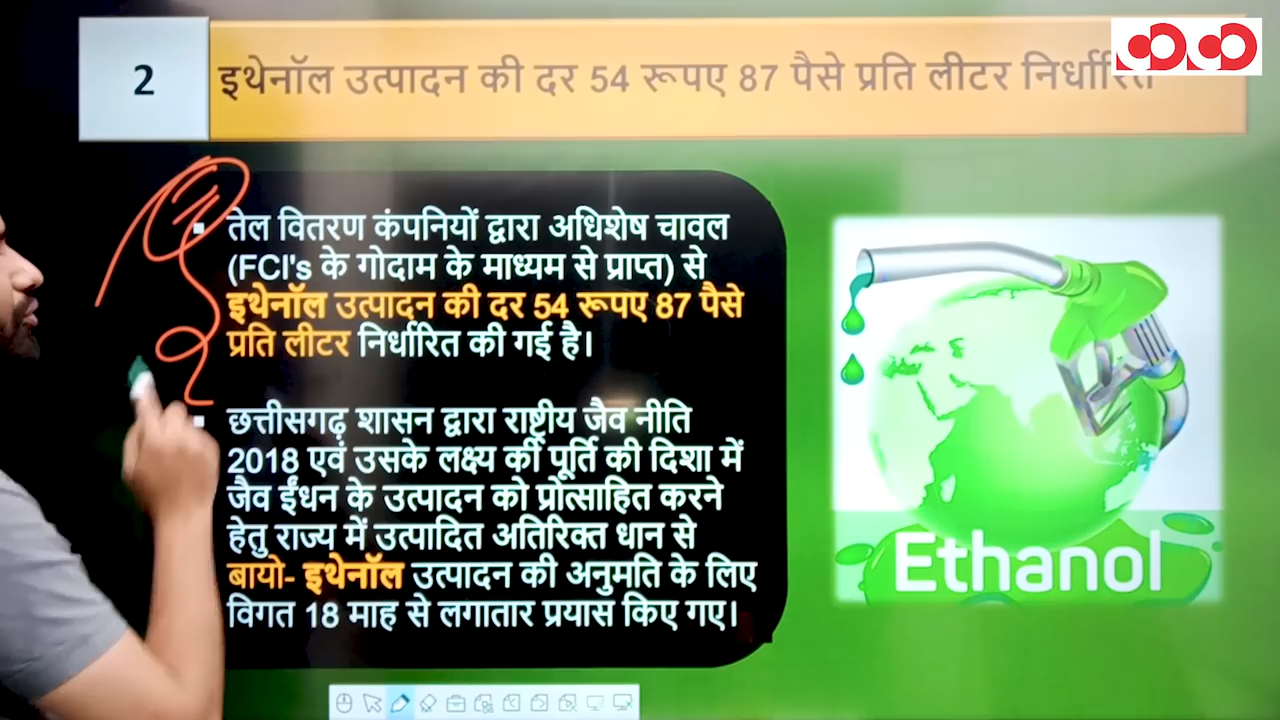 2
इथेनॉल उत्पादन की दर 54 रूपए 87 पैसे प्रति लीटर निर्धारित
तेल वितरण कंपनियों द्वारा अधिशेष चावल
(FCI's के गोदाम के माध्यम से प्राप्त) से
इथेनॉल उत्पादन की दर 54 रूपए 87 पैसे
प्रति लीटर निर्धारित की गई है।
छत्तीसगढ़ शासन द्वारा राष्ट्रीय जैव नीति
2018 एवं उसके लक्ष्य की पूर्ति की दिशा में
जैव ईंधन के उत्पादन को प्रोत्साहित करने
हेतु राज्य में उत्पादित अतिरिक्त धान से
बायो- इथेनॉल उत्पादन की अनुमति के लिए
विगत 18 माह से लगातार प्रयास किए गए।
Ethanol